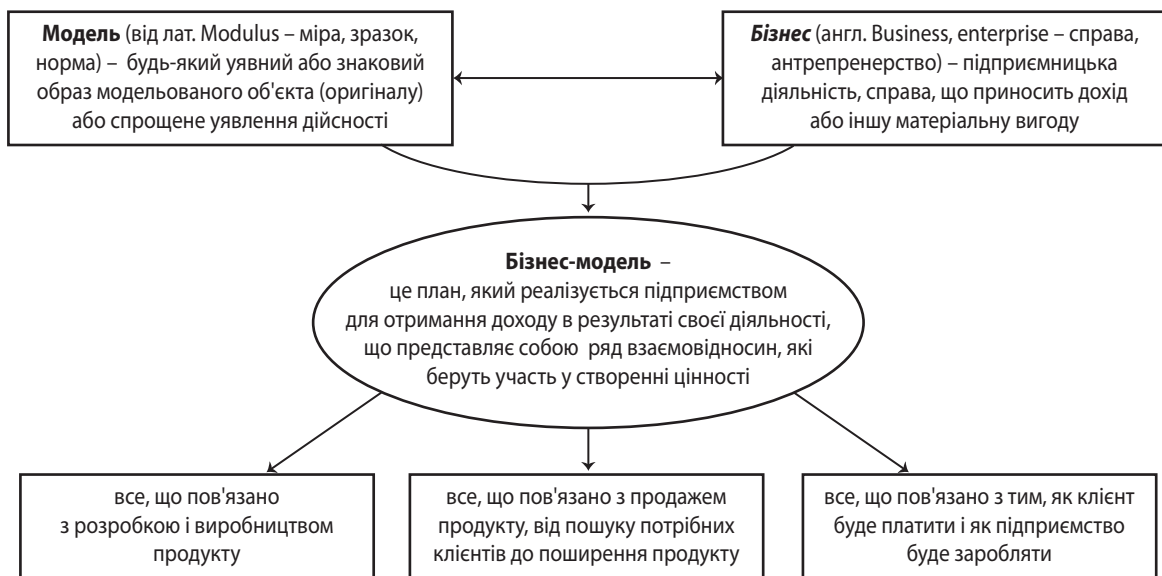 Модель (від лат. Modulus – міра, зразок,
норма) – будь-який уявний або знаковий
образ модельованого об'єкта (оригіналу)
або спрощене уявлення дійсності
Бізнес (англ. Business, enterprise – справа,
антрепренерство) – підприємницька
діяльність, справа, що приносить дохід
або іншу матеріальну вигоду
Бізнес-модель –
це план, який реалізується підприємством
для отримання доходу в результаті своєї діяльності,
що представляє собою ряд взаємовідносин, які
беруть участь у створенні цінності
все, що пов'язано
з розробкою і виробництвом
продукту
все, що пов'язано з продажем
продукту, від пошуку потрібних
клієнтів до поширення продукту
все, що пов'язано з тим, як клієнт
буде платити і як підприємство
буде заробляти